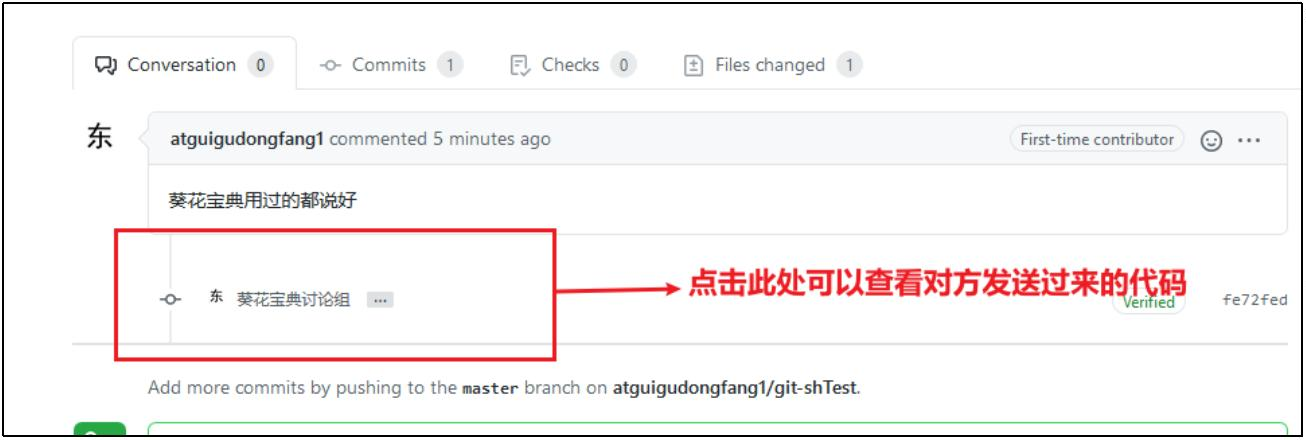 Conversation 0 Commits 1 Checks 0 Files changed 1
东 atguigudongfang1 commented 5 minutes ago First-time contributor
葵花宝典用过的都说好
点击此处可以查看对方发送过来的代码
东 葵花宝典讨论组 ... Verified fe72fed
Add more commits by pushing to the master branch on atguigudongfang1/git-shTest.